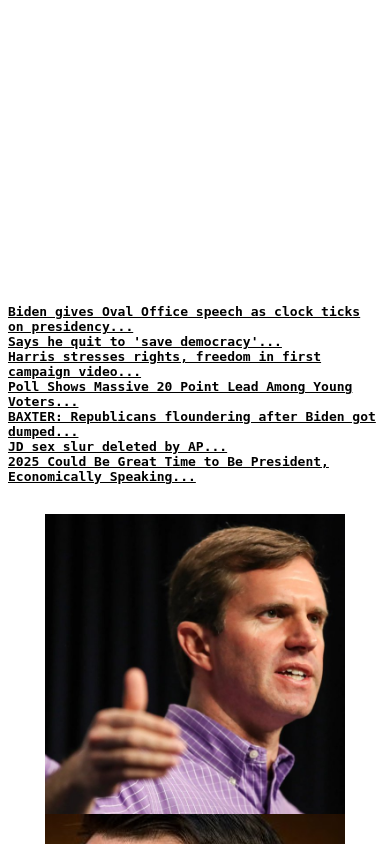 Biden gives Oval Office speech as clock ticks
on presidency...
Says he quit to 'save democracy'...
Harris stresses rights, freedom in first
campaign video...
Poll Shows Massive 20 Point Lead Among Young
Voters...
BAXTER: Republicans floundering after Biden got
dumped...
JD sex slur deleted by AP...
2025 Could Be Great Time to Be President,
Economically Speaking...